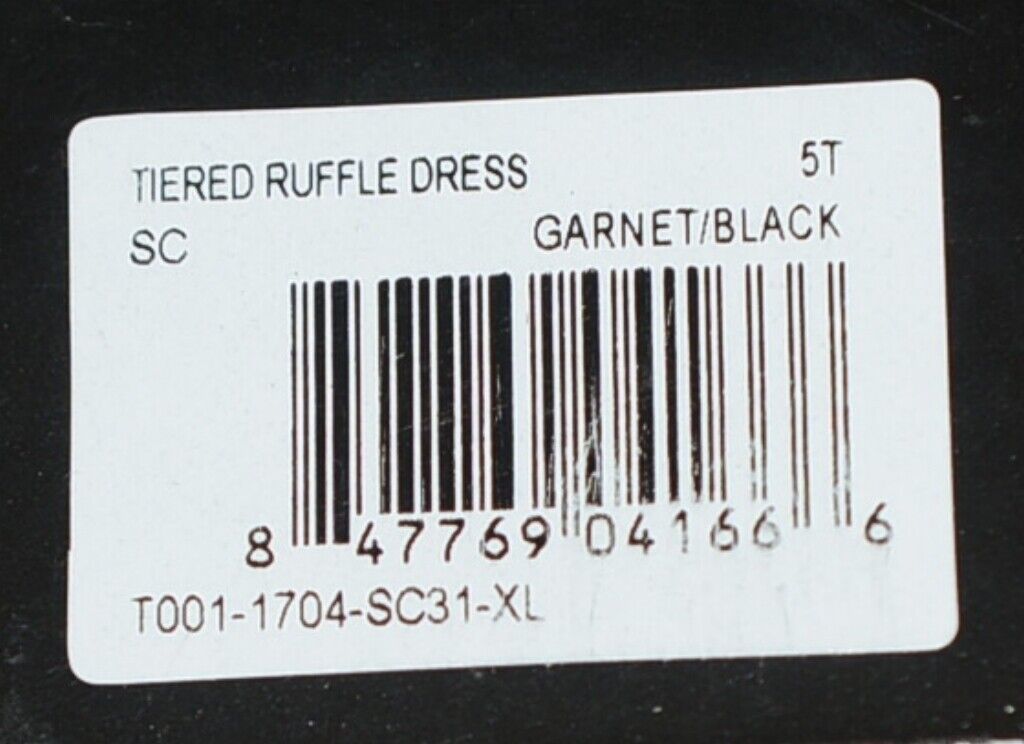 TIERED RUFFLE DRESS 5T
SC GARNET/BLACK
8 47769 04166 6
T001-1704-SC31-XL